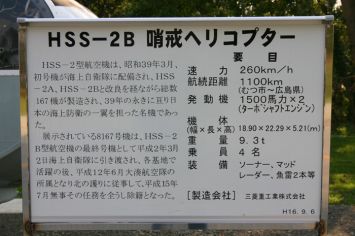 HSS-2B 哨戒ヘリコプター
HSS-2型航空機は、昭和39年3月、
初号機が海上自衛隊に配備され、HSS
-2A、HSS-2Bと改良を経ながら総数
167機が製造され、39年の永きに亘り日
本の海上防衛の一翼を担った名機であっ
た。
展示されている8167号機は、HSS-2
B型航空機の最終号機として平成2年3月
2日海上自衛隊に引き渡され、各基地で
活躍の後、平成12年6月大湊航空隊の
所属となり北の護りに従事して、平成15年
7月無事その任務を全うし除籍となった。
要目
速力 260km/h
航続距離 1100km
(むつ市〜広島県)
発動機 1500馬力×2
(ターボシャフトエンジン)
機体 18.90×22.29×5.21(m)
(幅×長×高)
重量 9.3t
乗員 4名
装備 ソーナー、マッド
レーダー、魚雷2本等
[製造会社] 三菱重工業株式会社
H16.9.6